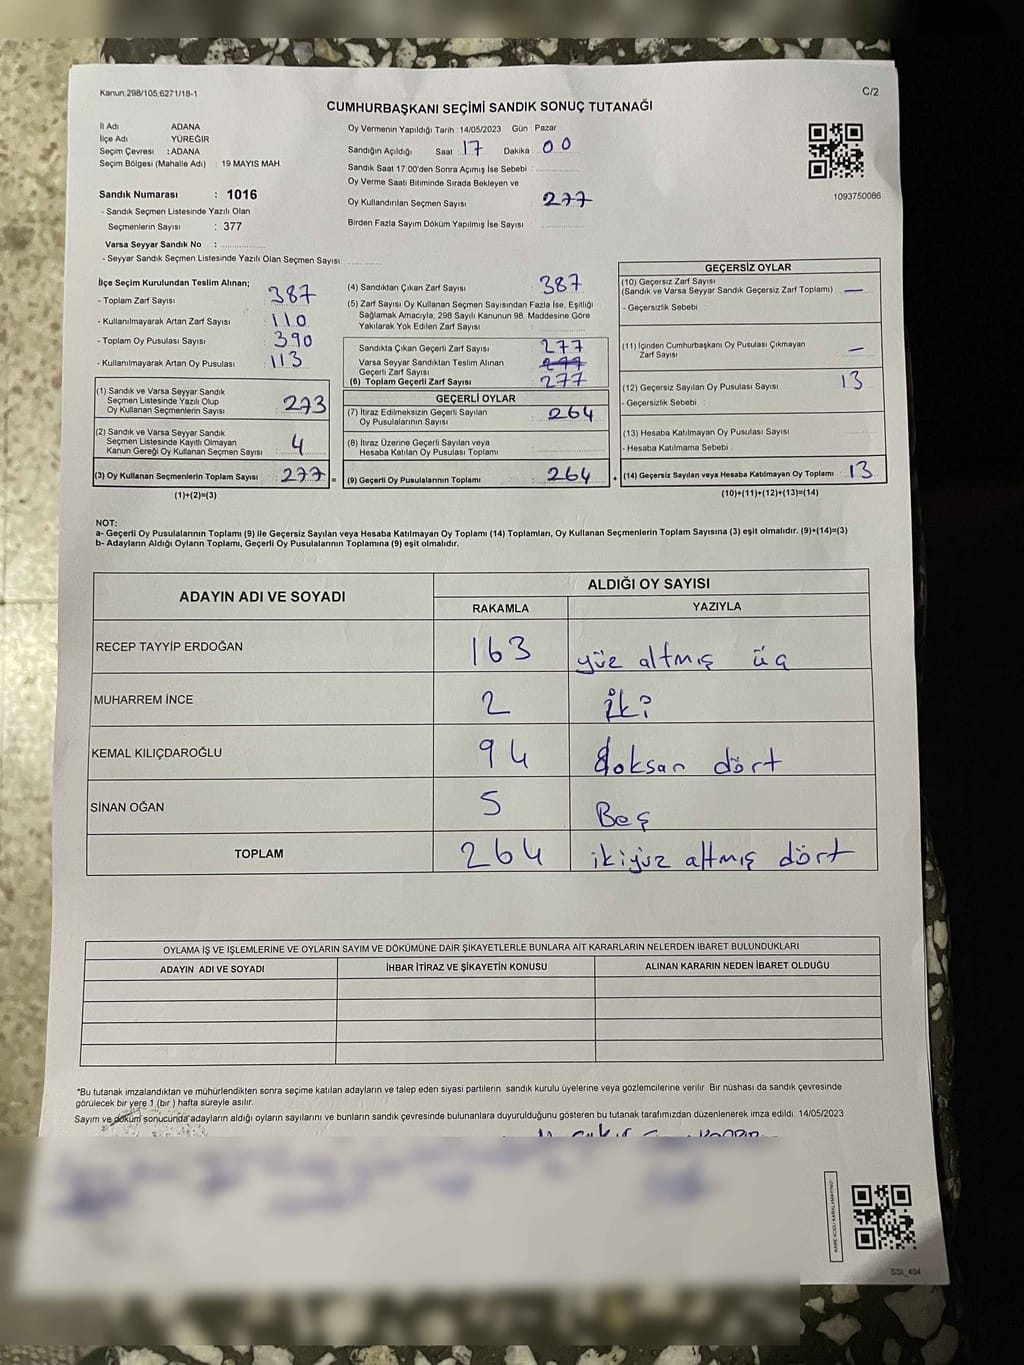 Kanun:298/105;6271/18-1
C/2
CUMHURBAŞKANI SEÇİMİ SANDIK SONUÇ TUTANAĞI
İl Adı ADANA
İlçe Adı YÜREĞİR
Seçim Çevresi : ADANA
Seçim Bölgesi (Mahalle Adı) : 19 MAYIS MAH.
Sandık Numarası : 1016
- Sandık Seçmen Listesinde Yazılı Olan
Seçmenlerin Sayısı : 377
Varsa Seyyar Sandık No :
- Seyyar Sandık Seçmen Listesinde Yazılı Olan Seçmen Sayısı:
Oy Vermenin Yapıldığı Tarih : 14/05/2023 Gün : Pazar
Sandığın Açıldığı Saat 17 Dakika 00
Sandık Saat 17:00'den Sonra Açımış İse Sebebi :
Oy Verme Saati Bitiminde Sırada Bekleyen ve
Oy Kullandırılan Seçmen Sayısı 277
Birden Fazla Sayım Döküm Yapılmış İse Sayısı
1093750086
İlçe Seçim Kurulundan Teslim Alınan;
- Toplam Zarf Sayısı 387
- Kullanılmayarak Artan Zarf Sayısı 110
- Toplam Oy Pusulası Sayısı 390
- Kullanılmayarak Artan Oy Pusulası 113
(1) Sandık ve Varsa Seyyar Sandık
Seçmen Listesinde Yazılı Olup
Oy Kullanan Seçmenlerin Sayısı : 273
(2) Sandık ve Varsa Seyyar Sandık
Seçmen Listesinde Kayıtlı Olmayan
Kanun Gereği Oy Kullanan Seçmen Sayısı : 4
(3) Oy Kullanan Seçmenlerin Toplam Sayısı : 277 =
(1)+(2)=(3)
(4) Sandıktan Çıkan Zarf Sayısı 387
(5) Zarf Sayısı Oy Kullanan Seçmen Sayısından Fazla İse, Eşitliği
Sağlamak Amacıyla; 298 Sayılı Kanunun 98. Maddesine Göre
Yakılarak Yok Edilen Zarf Sayısı
Sandıkta Çıkan Geçerli Zarf Sayısı 277
Varsa Seyyar Sandıktan Teslim Alınan
Geçerli Zarf Sayısı 277
(6) Toplam Geçerli Zarf Sayısı 277
GEÇERLİ OYLAR
(7) İtiraz Edilmeksizin Geçerli Sayılan
Oy Pusulalarının Sayısı 264
(8) İtiraz Üzerine Geçerli Sayılan veya
Hesaba Katılan Oy Pusulası Toplamı
(9) Geçerli Oy Pusulalarının Toplamı 264 +
GEÇERSİZ OYLAR
(10) Geçersiz Zarf Sayısı
(Sandık ve Varsa Seyyar Sandık Geçersiz Zarf Toplamı) : —
- Geçersizlik Sebebi :
(11) İçinden Cumhurbaşkanı Oy Pusulası Çıkmayan
Zarf Sayısı —
(12) Geçersiz Sayılan Oy Pusulası Sayısı 13
- Geçersizlik Sebebi :
(13) Hesaba Katılmayan Oy Pusulası Sayısı
- Hesaba Katılmama Sebebi :
(14) Geçersiz Sayılan veya Hesaba Katılmayan Oy Toplamı : 13
(10)+(11)+(12)+(13)=(14)
NOT:
a- Geçerli Oy Pusulalarının Toplamı (9) ile Geçersiz Sayılan veya Hesaba Katılmayan Oy Toplamı (14) Toplamları, Oy Kullanan Seçmenlerin Toplam Sayısına (3) eşit olmalıdır. (9)+(14)=(3)
b- Adayların Aldığı Oyların Toplamı, Geçerli Oy Pusulalarının Toplamına (9) eşit olmalıdır.
ADAYIN ADI VE SOYADI
ALDIĞI OY SAYISI
RAKAMLA YAZIYLA
RECEP TAYYİP ERDOĞAN 163 yüz altmış üç
MUHARREM İNCE 2 iki
KEMAL KILIÇDAROĞLU 94 doksan dört
SİNAN OĞAN 5 Beş
TOPLAM 264 ikiyüz altmış dört
OYLAMA İŞ VE İŞLEMLERİNE VE OYLARIN SAYIM VE DÖKÜMÜNE DAİR ŞİKAYETLERLE BUNLARA AİT KARARLARIN NELERDEN İBARET BULUNDUKLARI
ADAYIN ADI VE SOYADI İHBAR İTİRAZ VE ŞİKAYETİN KONUSU ALINAN KARARIN NEDEN İBARET OLDUĞU
*Bu tutanak imzalandıktan ve mühürlendikten sonra seçime katılan adayların ve talep eden siyasi partilerin sandık kurulu üyelerine veya gözlemcilerine verilir. Bir nüshası da sandık çevresinde
görülecek bir yere 1 (bir ) hafta süreyle asılır.
Sayım ve döküm sonucunda adayların aldığı oyların sayılarını ve bunların sandık çevresinde bulunanlara duyurulduğunu gösteren bu tutanak tarafımızdan düzenlenerek imza edildi. 14/05/2023
SSI_404